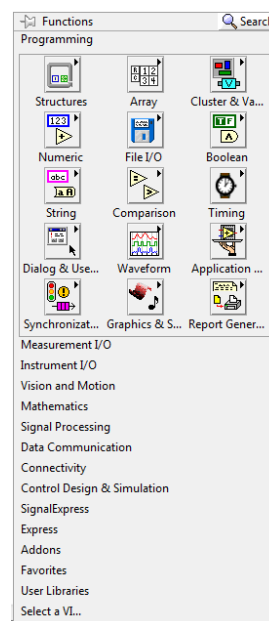 Functions Search
Programming
Structures Array Cluster & Va...
123
Numeric File I/O Boolean
abc
String Comparison Timing
Dialog & Use... Waveform Application ...
Synchronizat... Graphics & S... Report Gener...
Measurement I/O
Instrument I/O
Vision and Motion
Mathematics
Signal Processing
Data Communication
Connectivity
Control Design & Simulation
SignalExpress
Express
Addons
Favorites
User Libraries
Select a VI...